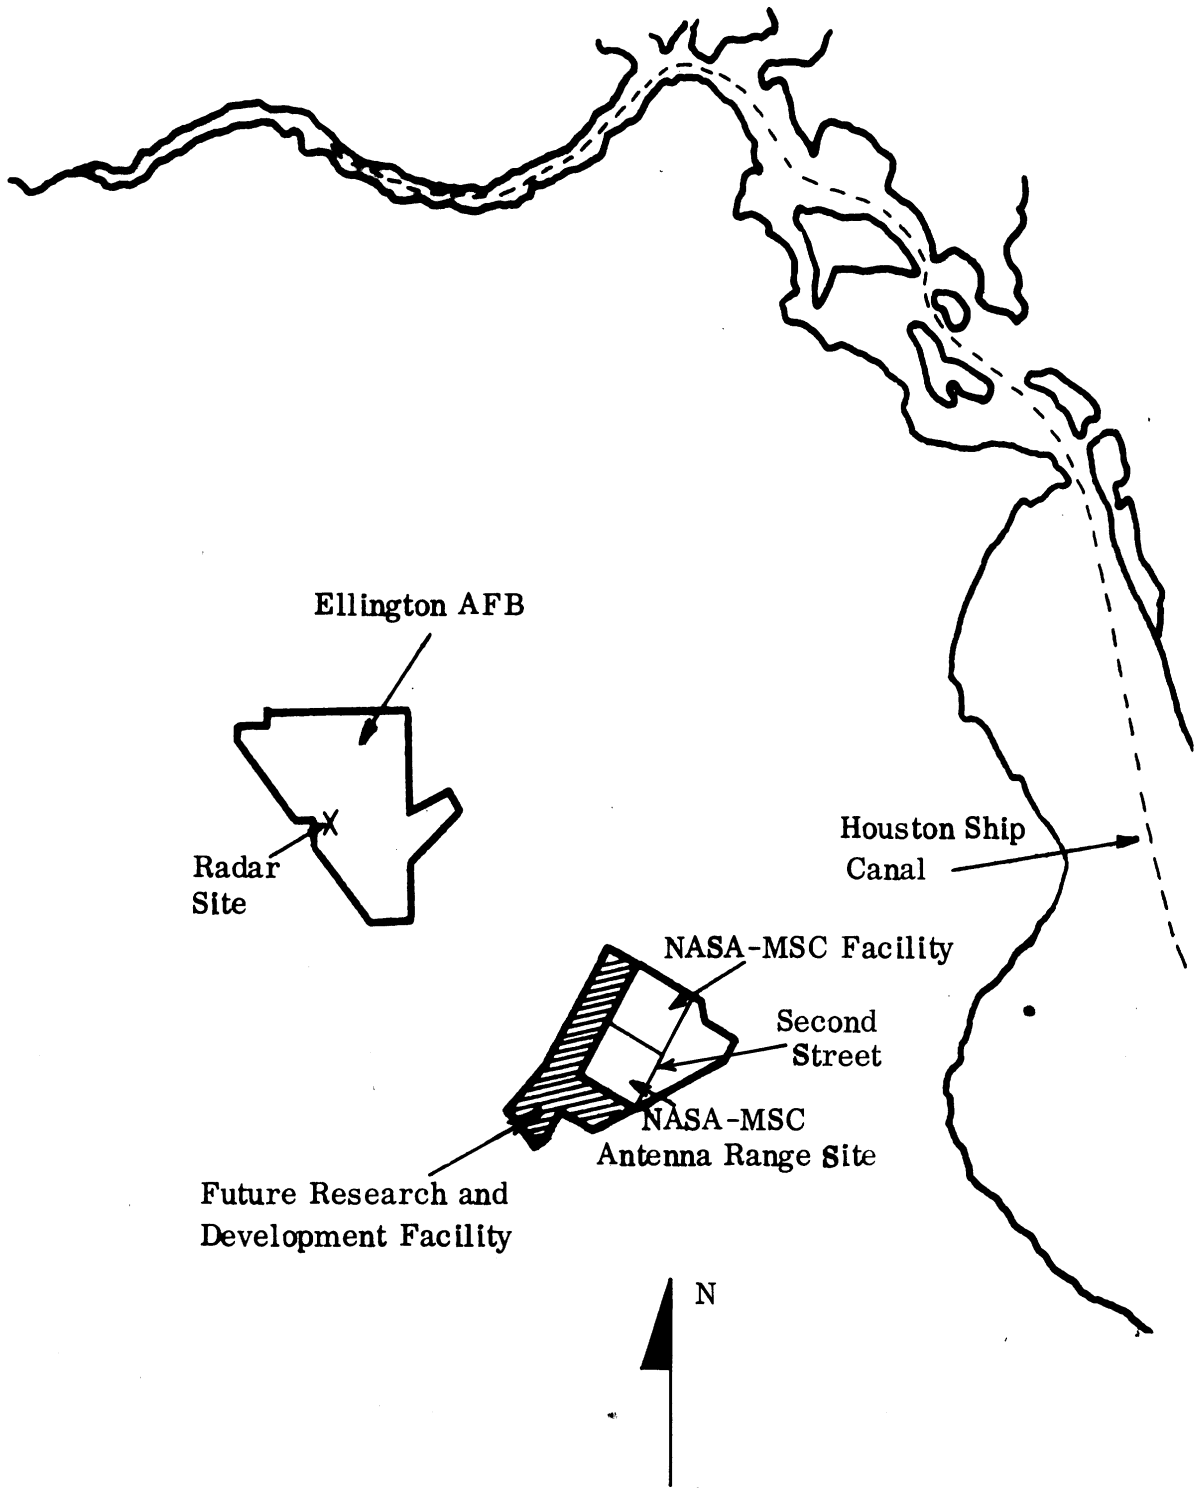 Ellington AFB
Radar
Site
X
Houston Ship
Canal
NASA-MSC Facility
Second
Street
NASA-MSC
Antenna Range Site
Future Research and
Development Facility
N